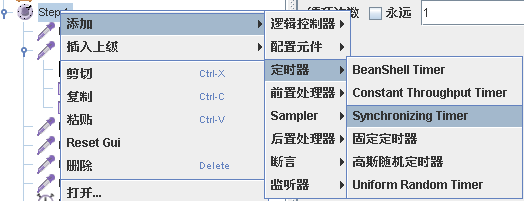 Step
添加
插入上级
剪切 Ctrl-X
复制 Ctrl-C
粘贴 Ctrl-V
Reset Gui
删除 Delete
打开...
逻辑控制器
配置元件
定时器
前置处理器
Sampler
后置处理器
断言
监听器
BeanShell Timer
Constant Throughput Timer
Synchronizing Timer
固定定时器
高斯随机定时器
Uniform Random Timer
永远
1